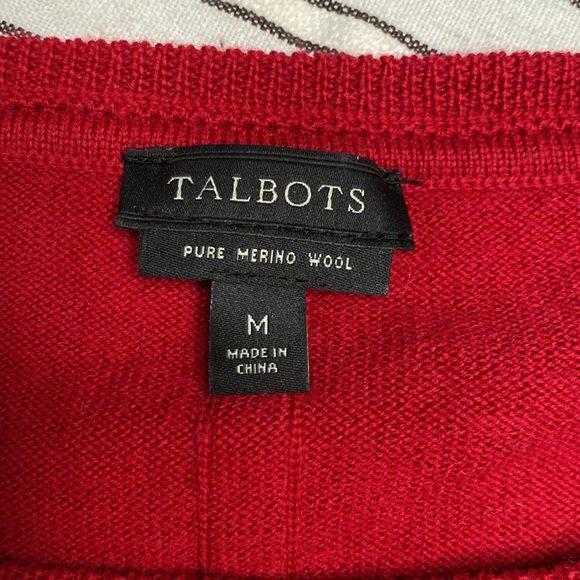 TALBOTS
PURE MERINO WOOL
M
MADE IN
CHINA